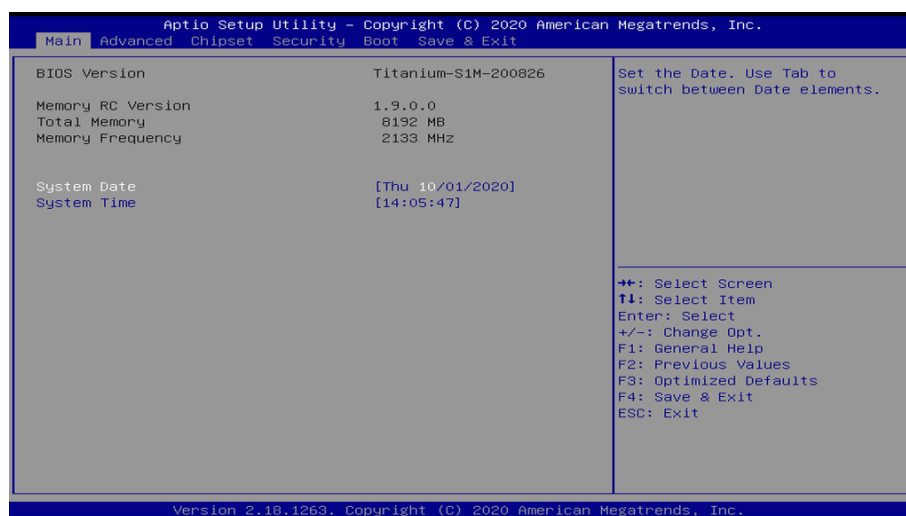 Aptio Setup Utility – Copyright (C) 2020 American Megatrends, Inc.
Main Advanced Chipset Security Boot Save & Exit
BIOS Version Titanium-S1M-200826
Memory RC Version 1.9.0.0
Total Memory 8192 MB
Memory Frequency 2133 MHz
System Date [Thu 10/01/2020]
System Time [14:05:47]
Set the Date. Use Tab to
switch between Date elements.
→←: Select Screen
↑↓: Select Item
Enter: Select
+/-: Change Opt.
F1: General Help
F2: Previous Values
F3: Optimized Defaults
F4: Save & Exit
ESC: Exit
Version 2.18.1263. Copyright (C) 2020 American Megatrends, Inc.